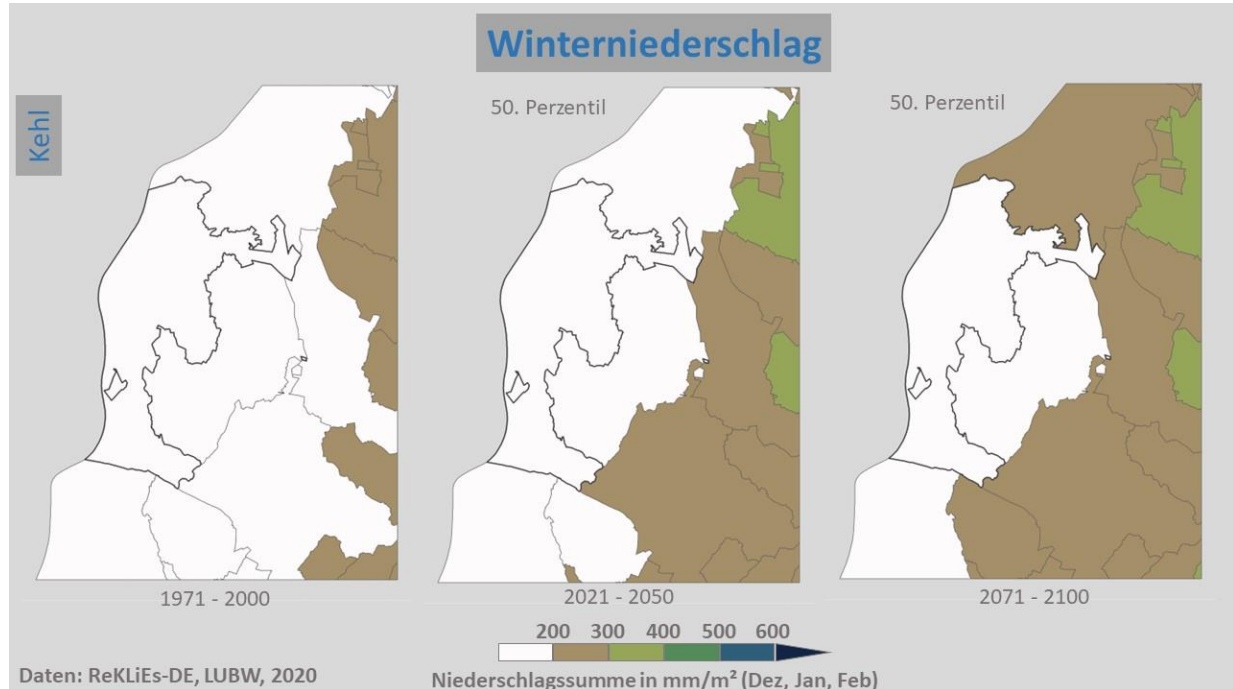 Winterniederschlag
Kehl
50. Perzentil
50. Perzentil
1971 - 2000
2021 - 2050
2071 - 2100
200 300 400 500 600
Daten: ReKLiEs-DE, LUBW, 2020
Niederschlagssumme in mm/m² (Dez, Jan, Feb)